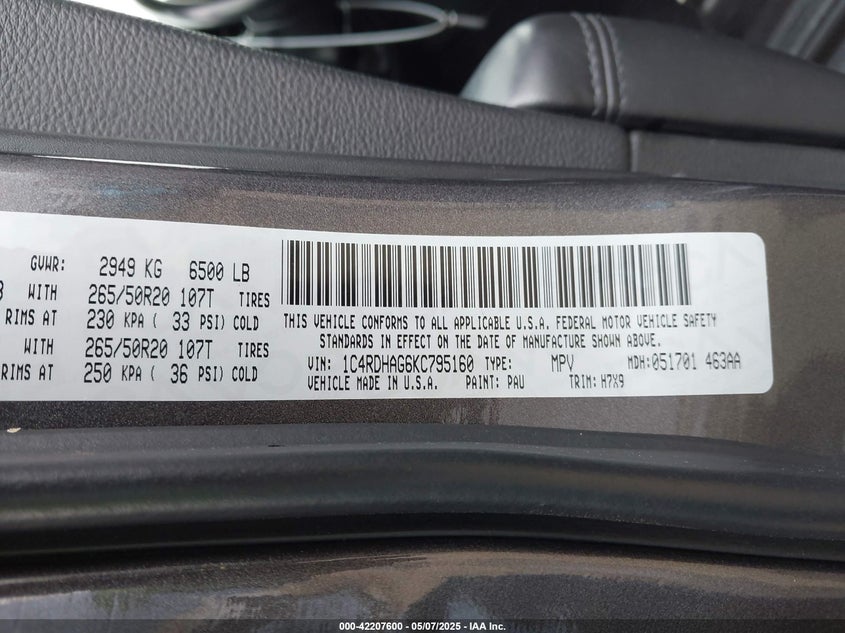 GVWR: 2949 KG 6500 LB
WITH 265/50R20 107T TIRES
RIMS AT 230 KPA ( 33 PSI) COLD
WITH 265/50R20 107T TIRES
RIMS AT 250 KPA ( 36 PSI) COLD
THIS VEHICLE CONFORMS TO ALL APPLICABLE U.S.A. FEDERAL MOTOR VEHICLE SAFETY
STANDARDS IN EFFECT ON THE DATE OF MANUFACTURE SHOWN ABOVE.
VIN: 1C4RDHAG6KC795160 TYPE: MPV MDH:051701 463AA
VEHICLE MADE IN U.S.A. PAINT: PAU TRIM: H7X9
000-42207600 - 05/07/2025 - IAA Inc.